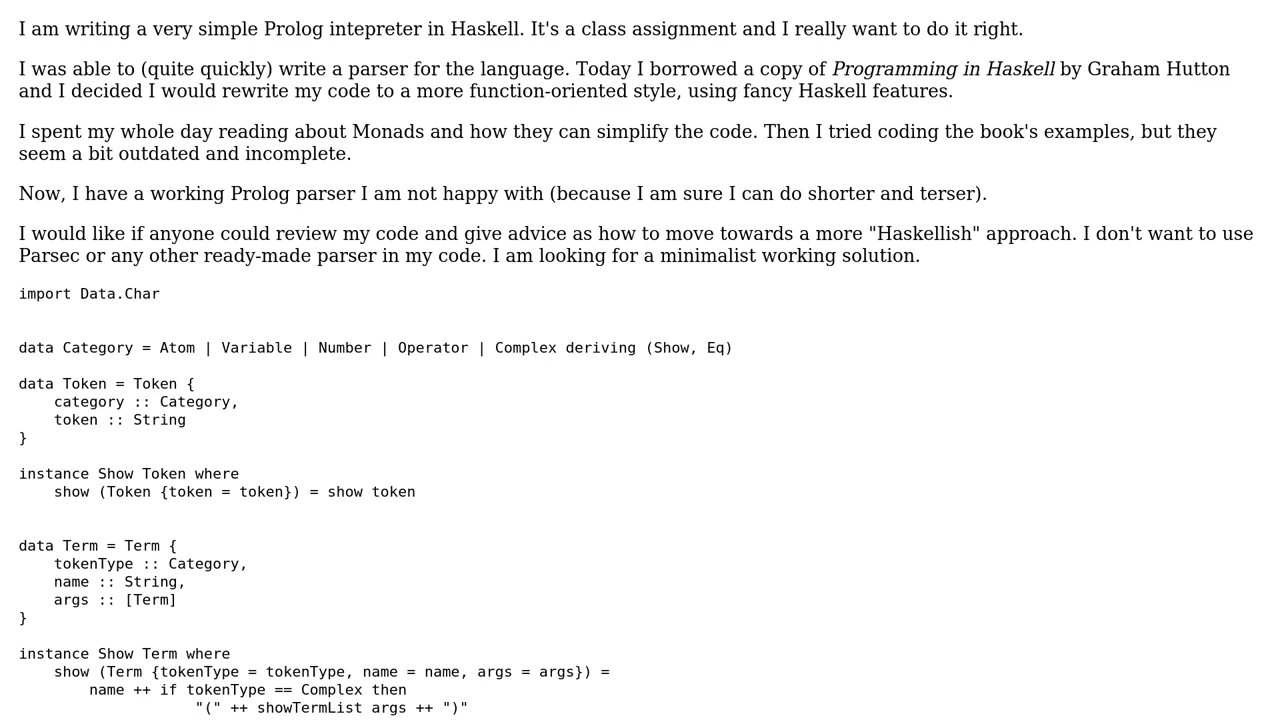 I am writing a very simple Prolog intepreter in Haskell. It's a class assignment and I really want to do it right.
I was able to (quite quickly) write a parser for the language. Today I borrowed a copy of Programming in Haskell by Graham Hutton
and I decided I would rewrite my code to a more function-oriented style, using fancy Haskell features.
I spent my whole day reading about Monads and how they can simplify the code. Then I tried coding the book's examples, but they
seem a bit outdated and incomplete.
Now, I have a working Prolog parser I am not happy with (because I am sure I can do shorter and terser).
I would like if anyone could review my code and give advice as how to move towards a more "Haskellish" approach. I don't want to use
Parsec or any other ready-made parser in my code. I am looking for a minimalist working solution.
import Data.Char
data Category = Atom | Variable | Number | Operator | Complex deriving (Show, Eq)
data Token = Token {
    category :: Category,
    token :: String
}
instance Show Token where
    show (Token {token = token}) = show token
data Term = Term {
    tokenType :: Category,
    name :: String,
    args :: [Term]
}
instance Show Term where
    show (Term {tokenType = tokenType, name = name, args = args}) =
        name ++ if tokenType == Complex then
                    "(" ++ showTermList args ++ ")"